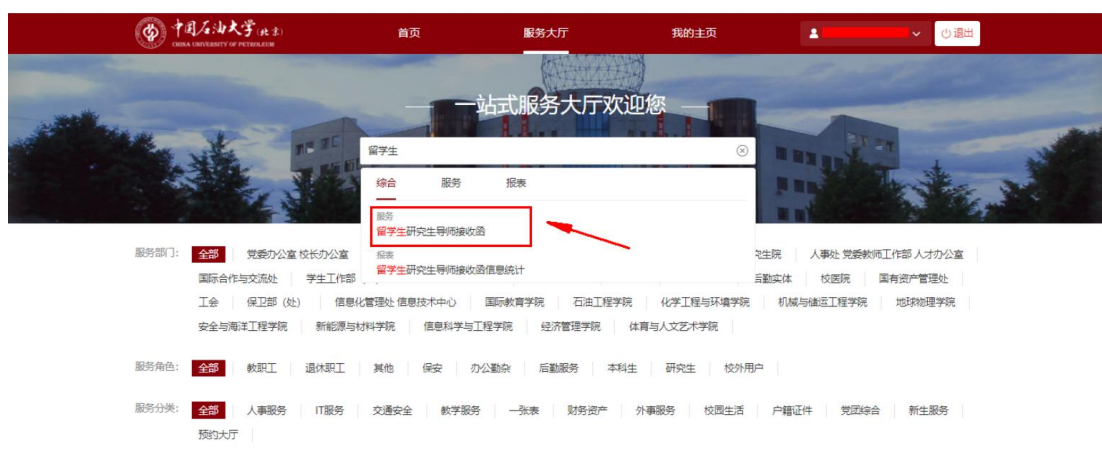 中国石油大学(北京)
CHINA UNIVERSITY OF PETROLEUM
首页
服务大厅
我的主页
退出
一站式服务大厅欢迎您
留学生
综合 服务 报表
服务
留学生研究生导师接收函
报表
留学生研究生导师接收函信息统计
服务部门: 全部 党委办公室 校长办公室 究生院 人事处 党委教师工作部 人才办公室
国际合作与交流处 学生工作部 后勤实体 校医院 国有资产管理处
工会 保卫部(处) 信息化管理处 信息技术中心 国际教育学院 石油工程学院 化学工程与环境学院 机械与储运工程学院 地球物理学院
安全与海洋工程学院 新能源与材料学院 信息科学与工程学院 经济管理学院 体育与人文艺术学院
服务角色: 全部 教职工 退休职工 其他 保安 办公勤杂 后勤服务 本科生 研究生 校外用户
服务分类: 全部 人事服务 IT服务 交通安全 教学服务 一张表 财务资产 外事服务 校园生活 户籍证件 党团综合 新生服务
预约大厅